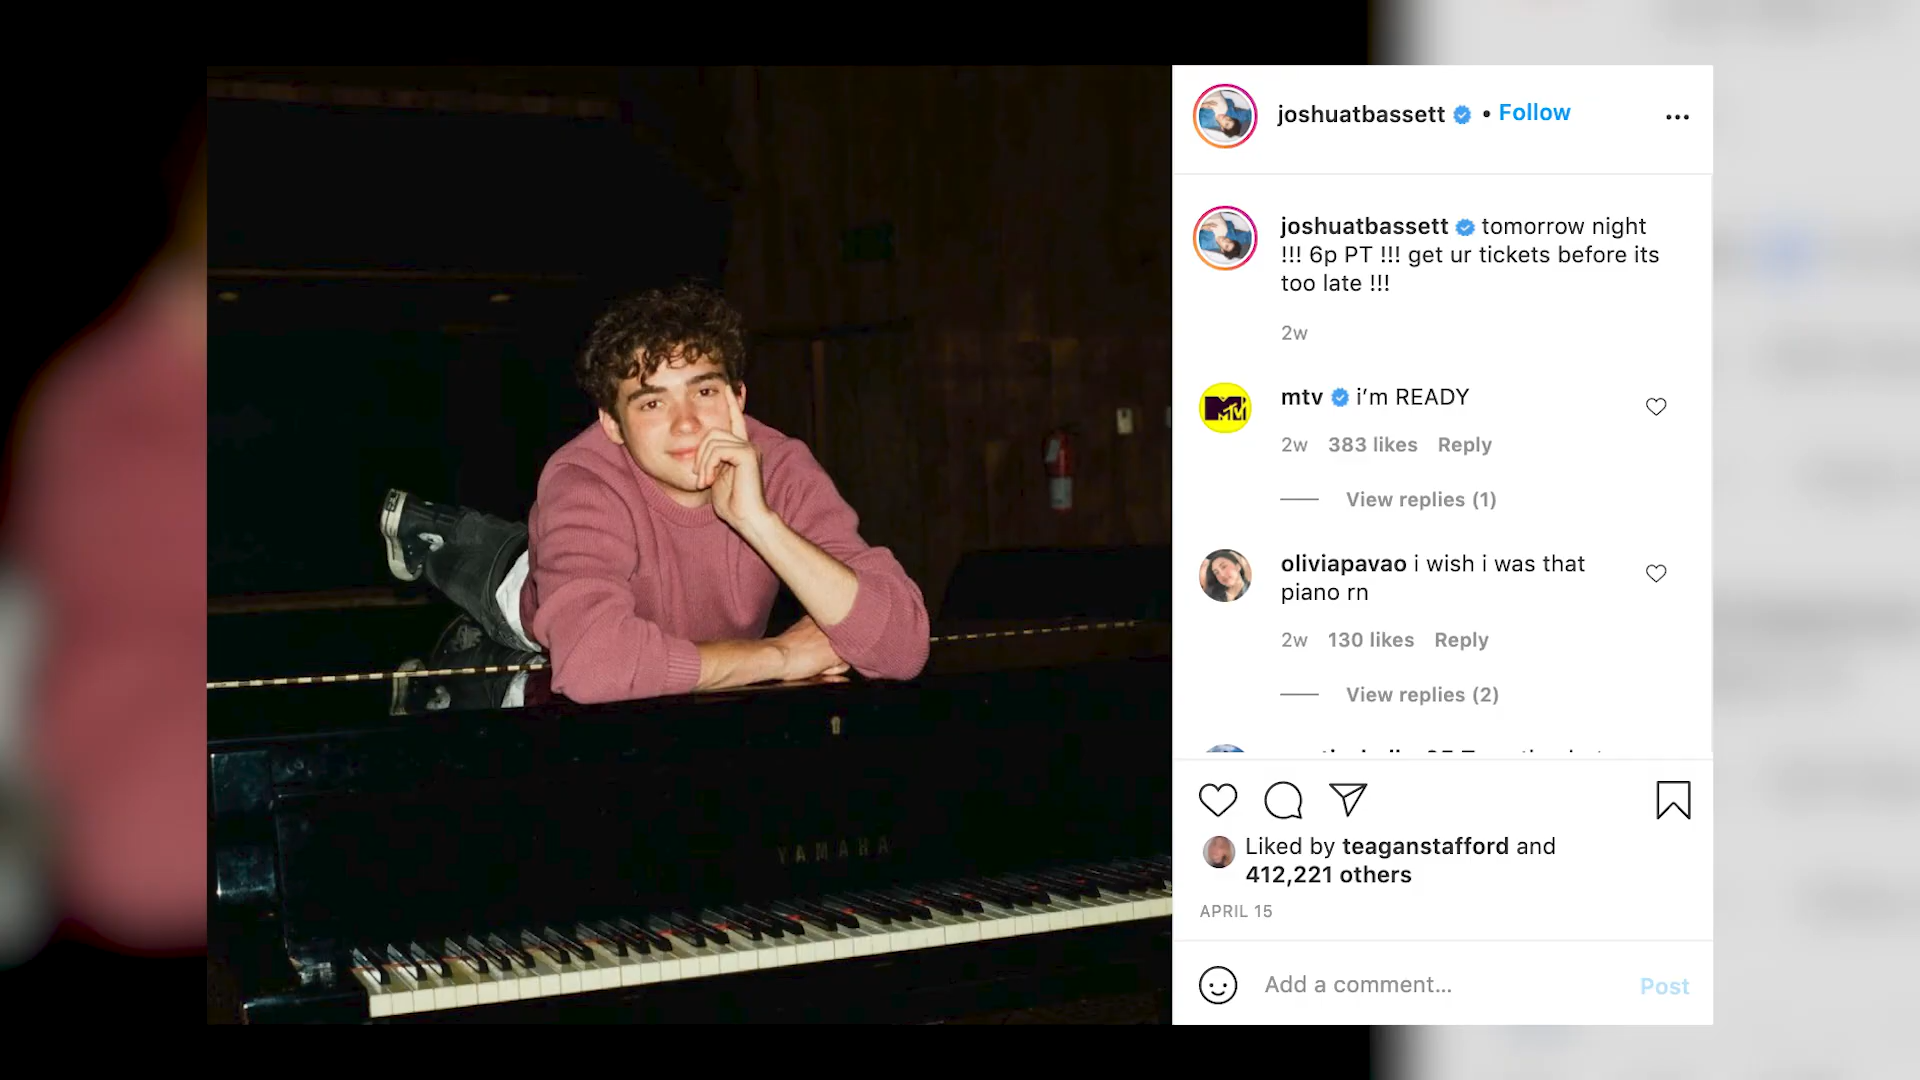 joshuatbassett • Follow
joshuatbassett tomorrow night
!!! 6p PT !!! get ur tickets before its
too late !!!
2w
MTV
mtv i’m READY
2w 383 likes Reply
View replies (1)
oliviapavao i wish i was that
piano rn
2w 130 likes Reply
View replies (2)
YAMAHA
Liked by teaganstafford and
412,221 others
APRIL 15
Add a comment... Post